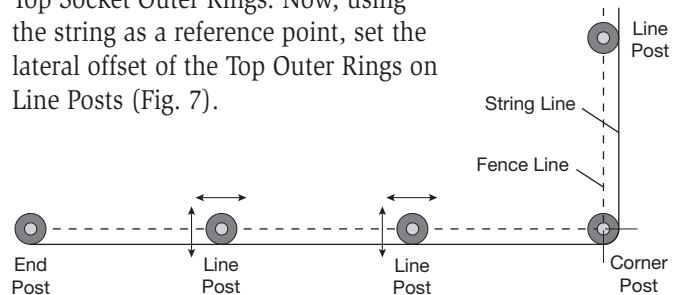 Top Socket Outer Rings. Now, using
the string as a reference point, set the
lateral offset of the Top Outer Rings on
Line Posts (Fig. 7).
Line
Post
String Line
Fence Line
End
Post
Line
Post
Line
Post
Corner
Post